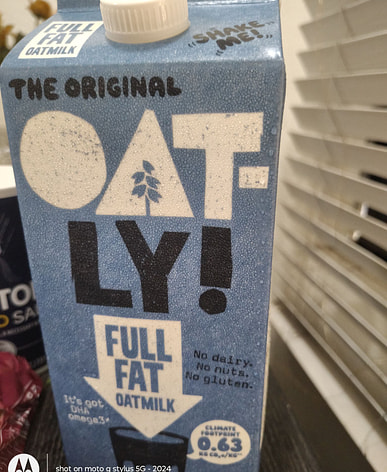 FULL
FAT
OATMILK
"SHAKE
ME!"
THE ORIGINAL
OAT-
LY!
FULL
FAT
OATMILK
No dairy.
No nuts.
No gluten.
It's got
DHA
omega3*
CLIMATE
FOOTPRINT
0.63
shot on moto g stylus 5G - 2024